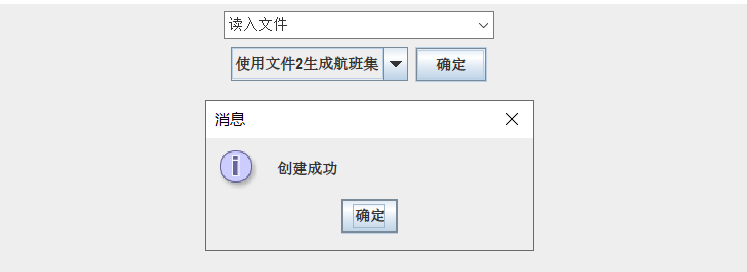 读入文件
使用文件2生成航班集 确定
消息
创建成功
确定